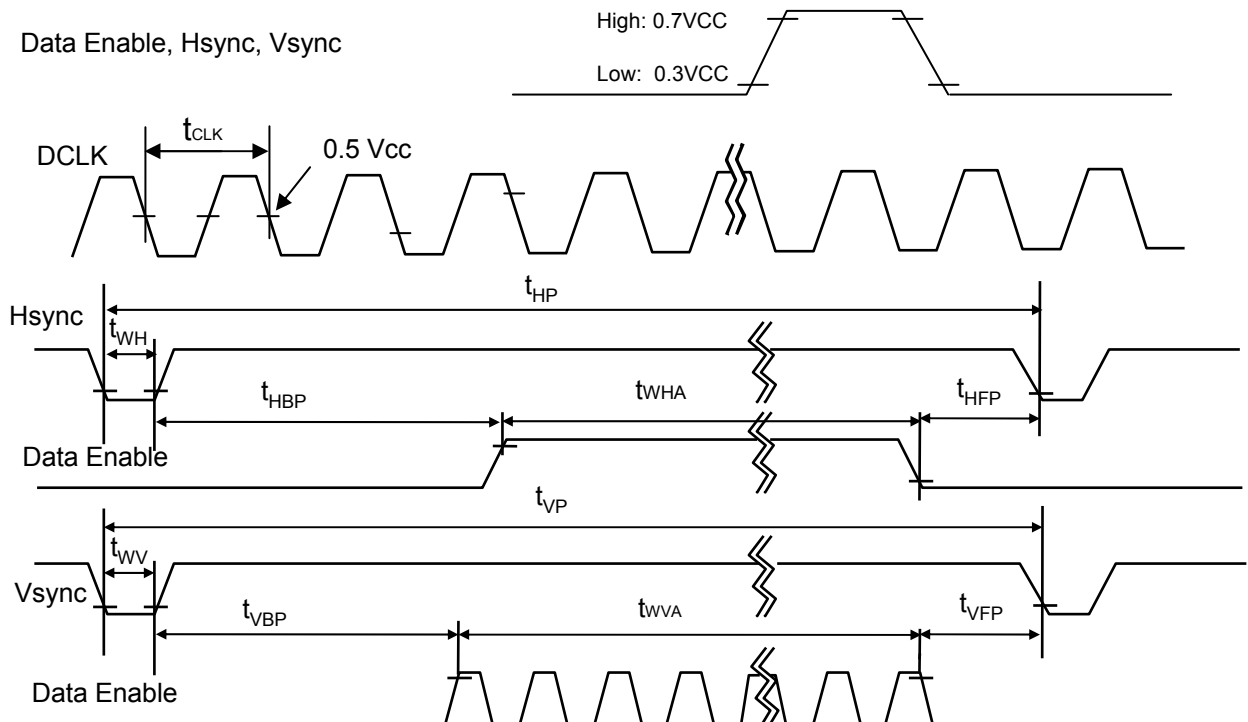 High: 0.7VCC
Data Enable, Hsync, Vsync
Low: 0.3VCC
tCLK
DCLK
0.5 Vcc
tHP
Hsync
tWH
tHBP
tWHA
tHFP
Data Enable
tVP
tWV
Vsync
tVBP
tWVA
tVFP
Data Enable